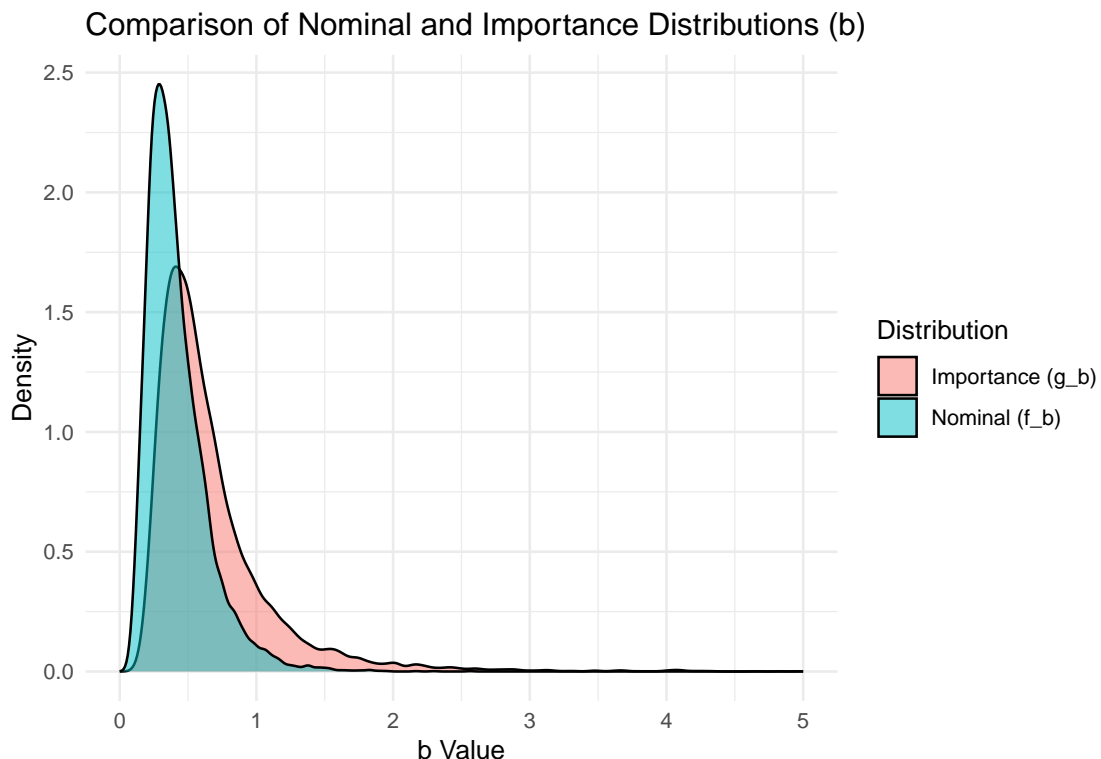 Comparison of Nominal and Importance Distributions (b)
2.5
2.0
1.5
1.0
0.5
0.0
Density
0 1 2 3 4 5
b Value
Distribution
Importance (g_b)
Nominal (f_b)